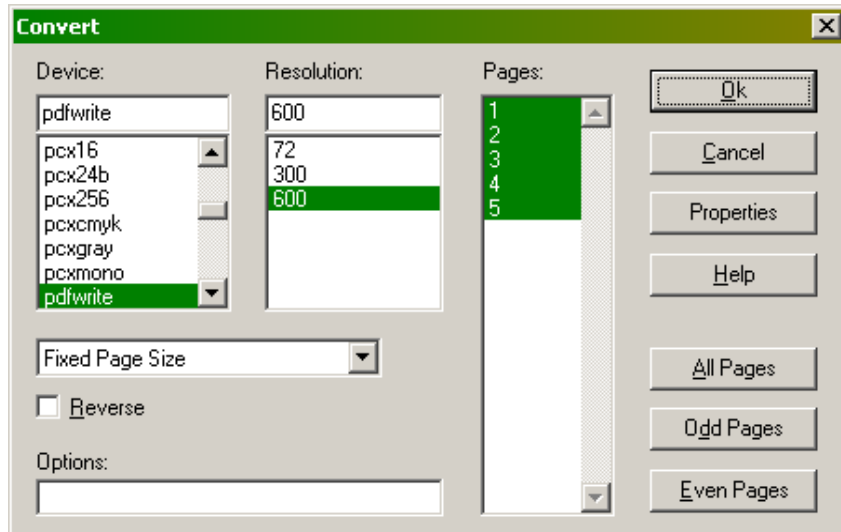 Convert
Device:
pdfwrite
pcx16
pcx24b
pcx256
pcxcmyk
pcxgray
pcxmono
pdfwrite
Resolution:
600
72
300
600
Pages:
1
2
3
4
5
Ok
Cancel
Properties
Help
Fixed Page Size
Reverse
Options:
All Pages
Odd Pages
Even Pages